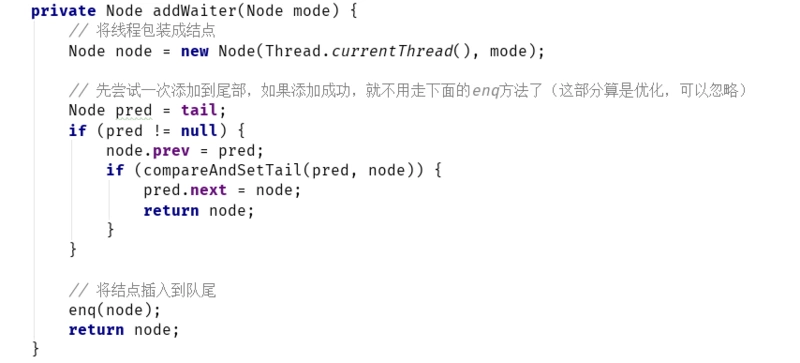 private Node addWaiter(Node mode) {
    // 将线程包装成结点
    Node node = new Node(Thread.currentThread(), mode);

    // 先尝试一次添加到尾部，如果添加成功，就不用走下面的enq方法了（这部分算是优化，可以忽略）
    Node pred = tail;
    if (pred != null) {
        node.prev = pred;
        if (compareAndSetTail(pred, node)) {
            pred.next = node;
            return node;
        }
    }

    // 将结点插入到队尾
    enq(node);
    return node;
}